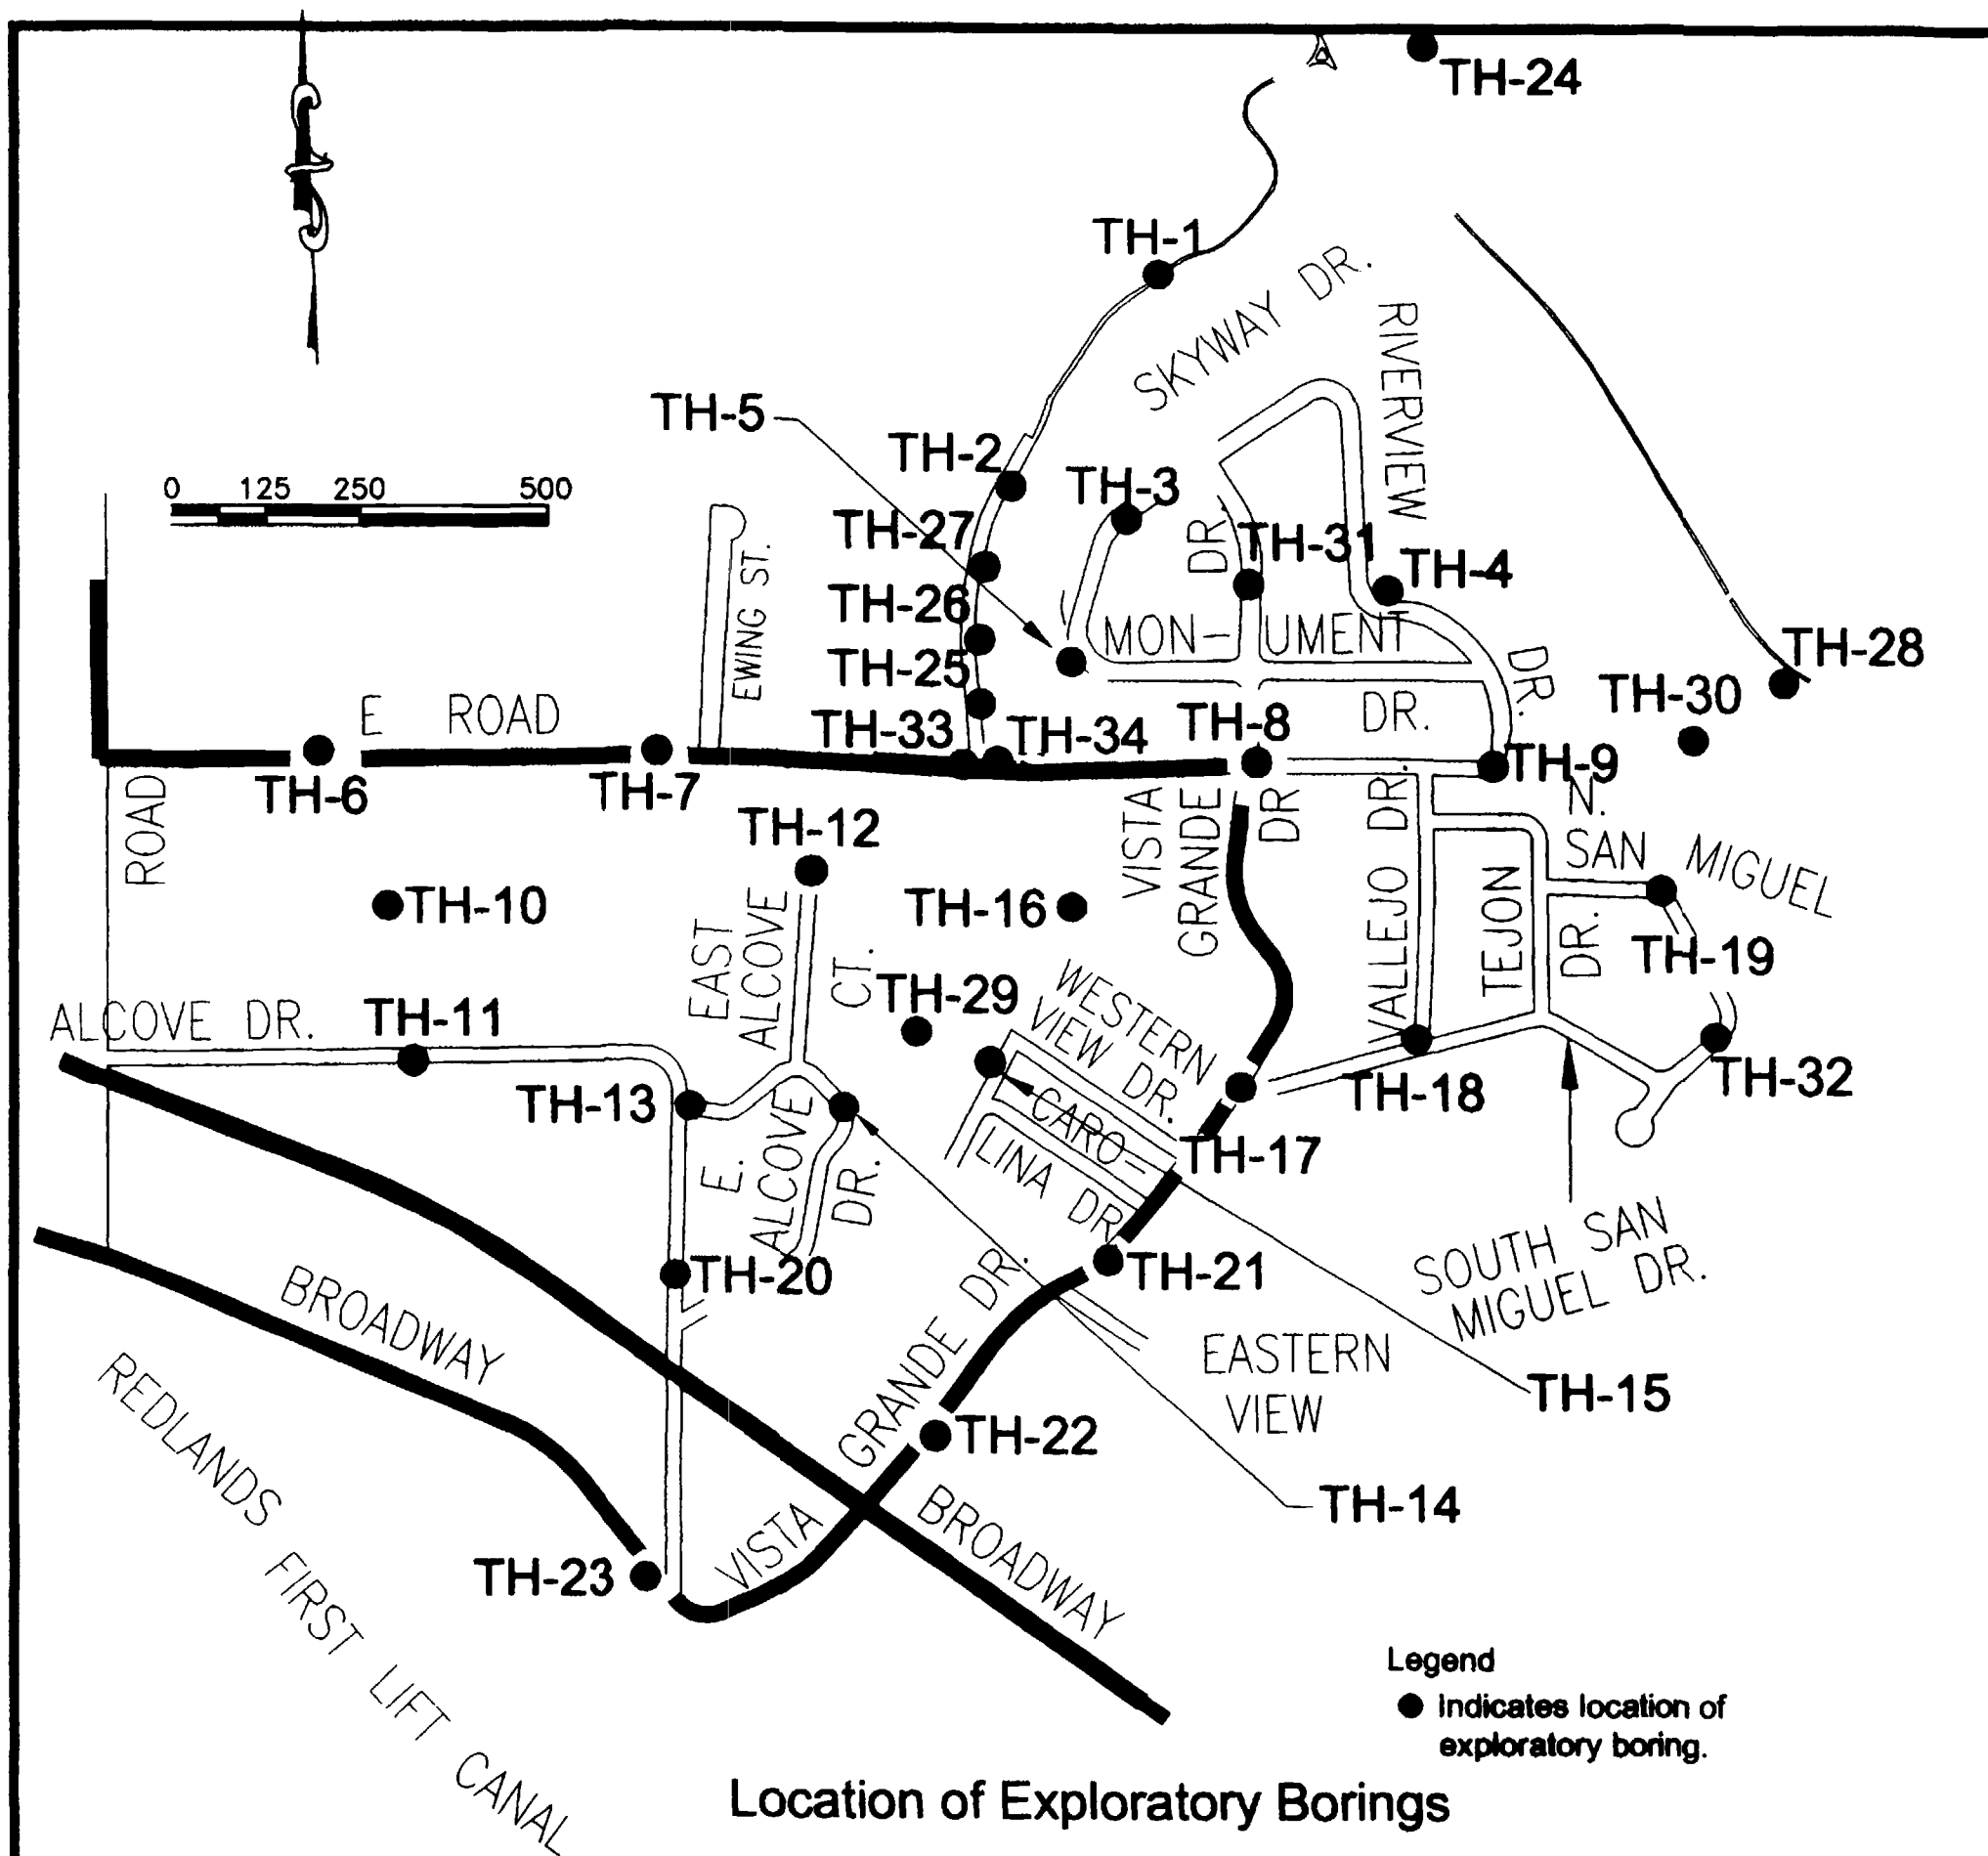 TH-24
TH-1
SKYWAY DR.
RIVERVIEW
DR.
TH-5
TH-2
TH-3
0 125 250 500
TH-27
DR.
TH-31
TH-4
TH-26
EWING ST.
MON- UMENT
DR.
TH-25
TH-28
TH-30
E ROAD
TH-33
TH-34
TH-8
TH-9
TH-6
TH-7
ROAD
TH-12
VISTA
GRANDE
GRANDE
DR
VALLEJO DR.
N.
SAN MIGUEL
TH-10
TH-16
EAST
ALCOVE
ALCOVE
CT.
TEJON
DR.
TH-19
ALCOVE DR.
TH-11
TH-29
WESTERN
VIEW DR.
TH-13
TH-18
TH-32
CARO-
LINA DR
TH-17
E.
ALCOVE
ALCOVE
DR.
TH-20
TH-21
SOUTH SAN
MIGUEL DR.
BROADWAY
EASTERN
VIEW
TH-15
REDLANDS FIRST LIFT CANAL
VISTA GRANDE DR.
TH-22
TH-14
BROADWAY
TH-23
Legend
Indicates location of
exploratory boring.
Location of Exploratory Borings